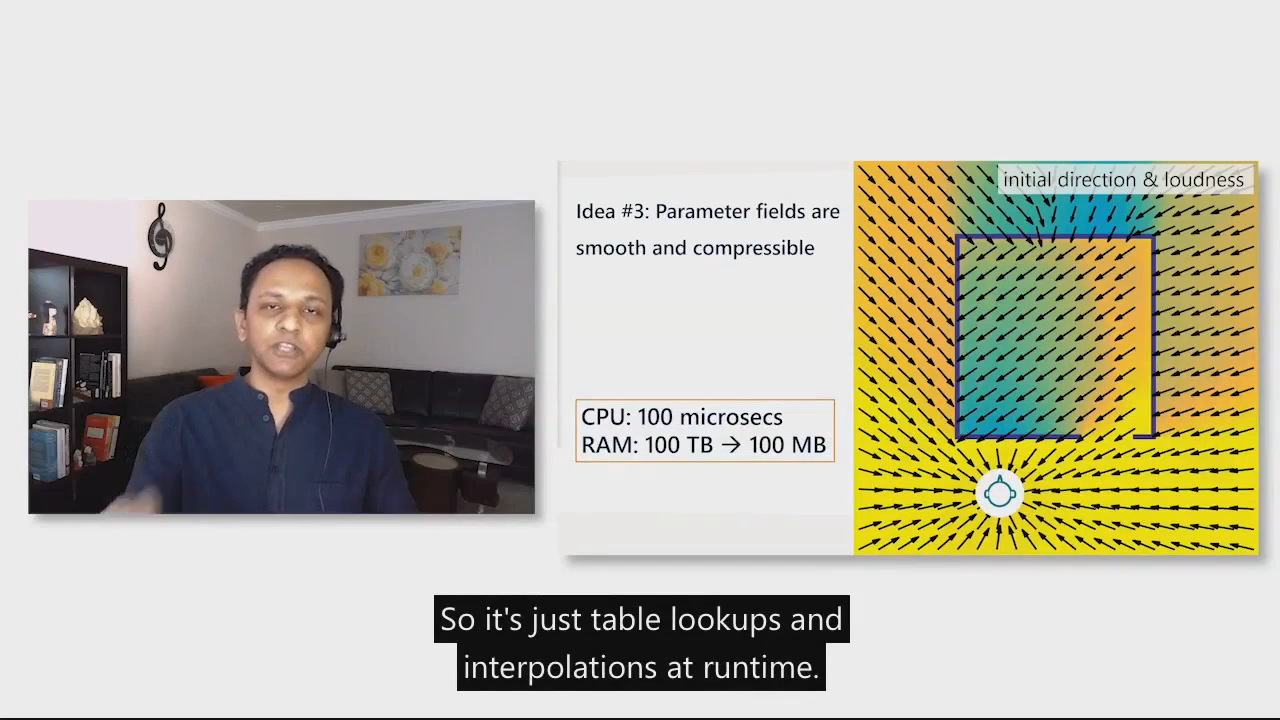 initial direction & loudness
Idea #3: Parameter fields are
smooth and compressible
CPU: 100 microsecs
RAM: 100 TB → 100 MB
So it's just table lookups and
interpolations at runtime.